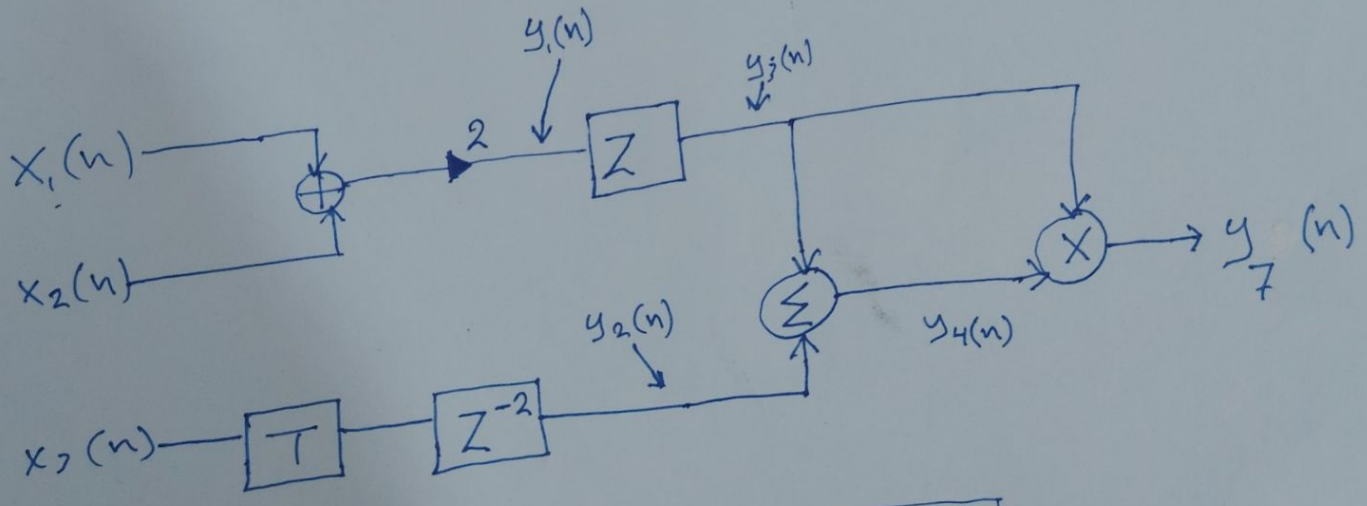 y₁(n)
y₃(n)
x₁(n)
2
Z
x₂(n)
Σ
X
y₇(n)
y₂(n)
y₄(n)
x₃(n)
T
Z⁻²